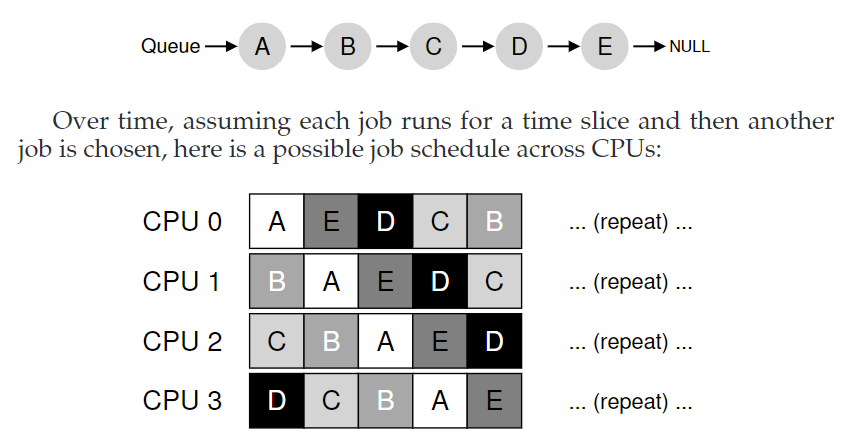 Queue A B C D E NULL
Over time, assuming each job runs for a time slice and then another
job is chosen, here is a possible job schedule across CPUs:
CPU 0 A E D C B ... (repeat) ...
CPU 1 B A E D C ... (repeat) ...
CPU 2 C B A E D ... (repeat) ...
CPU 3 D C B A E ... (repeat) ...